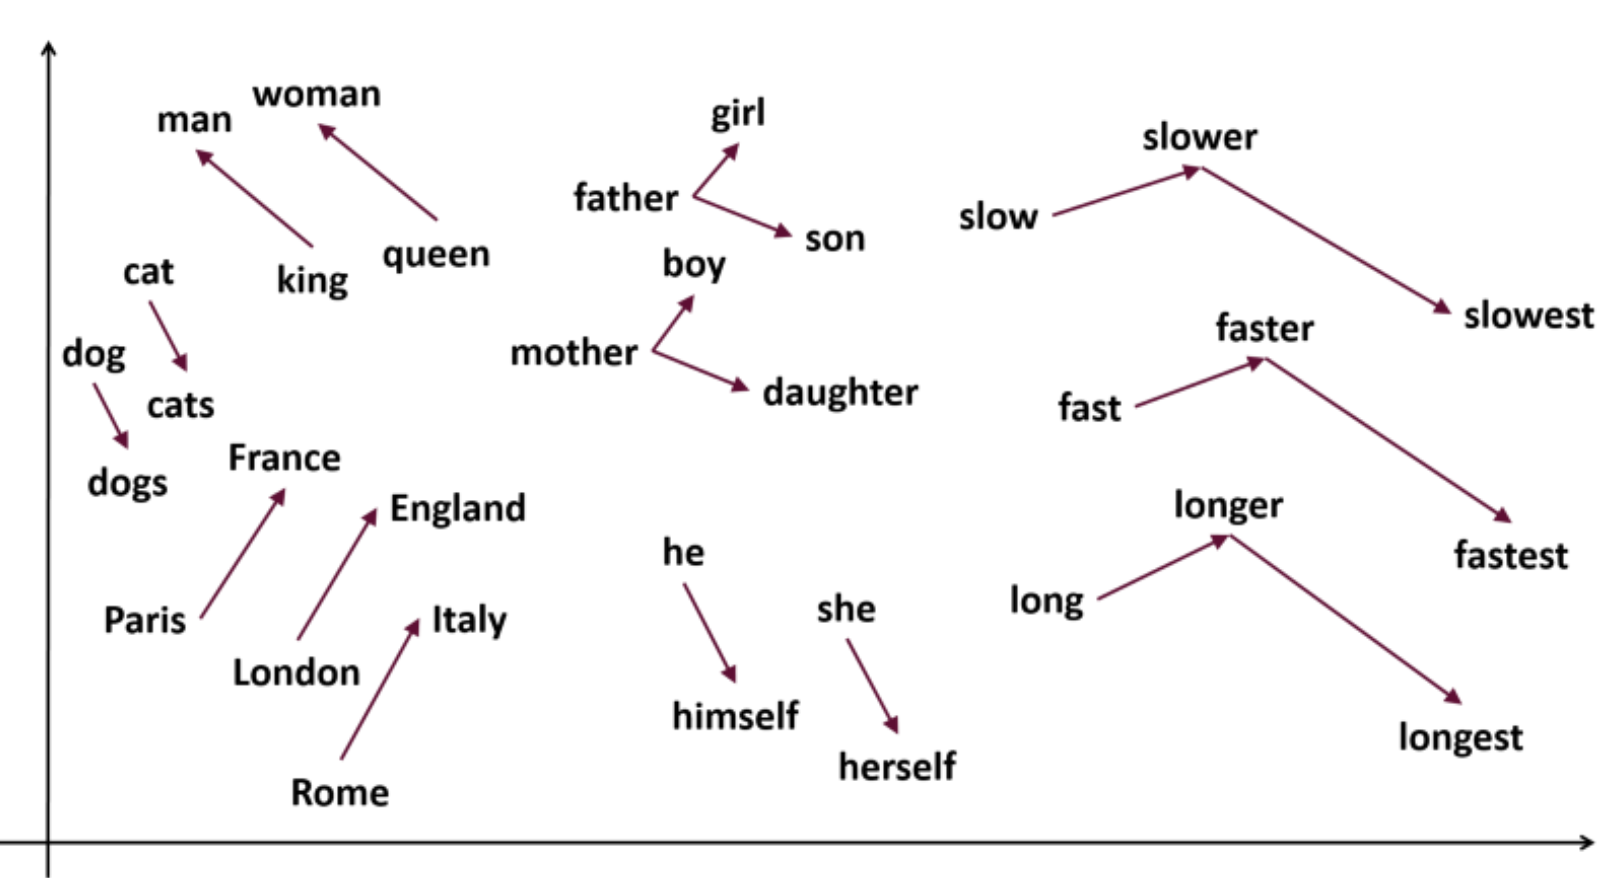 woman
man
girl
slower
father
slow
son
queen
boy
cat
king
slowest
faster
dog
mother
daughter
cats
fast
France
dogs
longer
England
he
fastest
long
she
Paris
Italy
London
himself
longest
herself
Rome